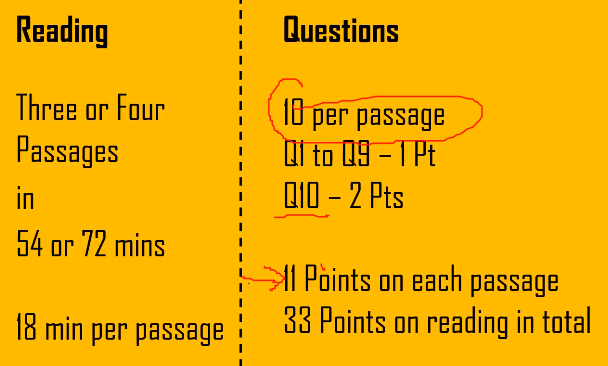 Reading
Three or Four
Passages
in
54 or 72 mins
18 min per passage
Questions
10 per passage
Q1 to Q9 – 1 Pt
Q10 – 2 Pts
11 Points on each passage
33 Points on reading in total